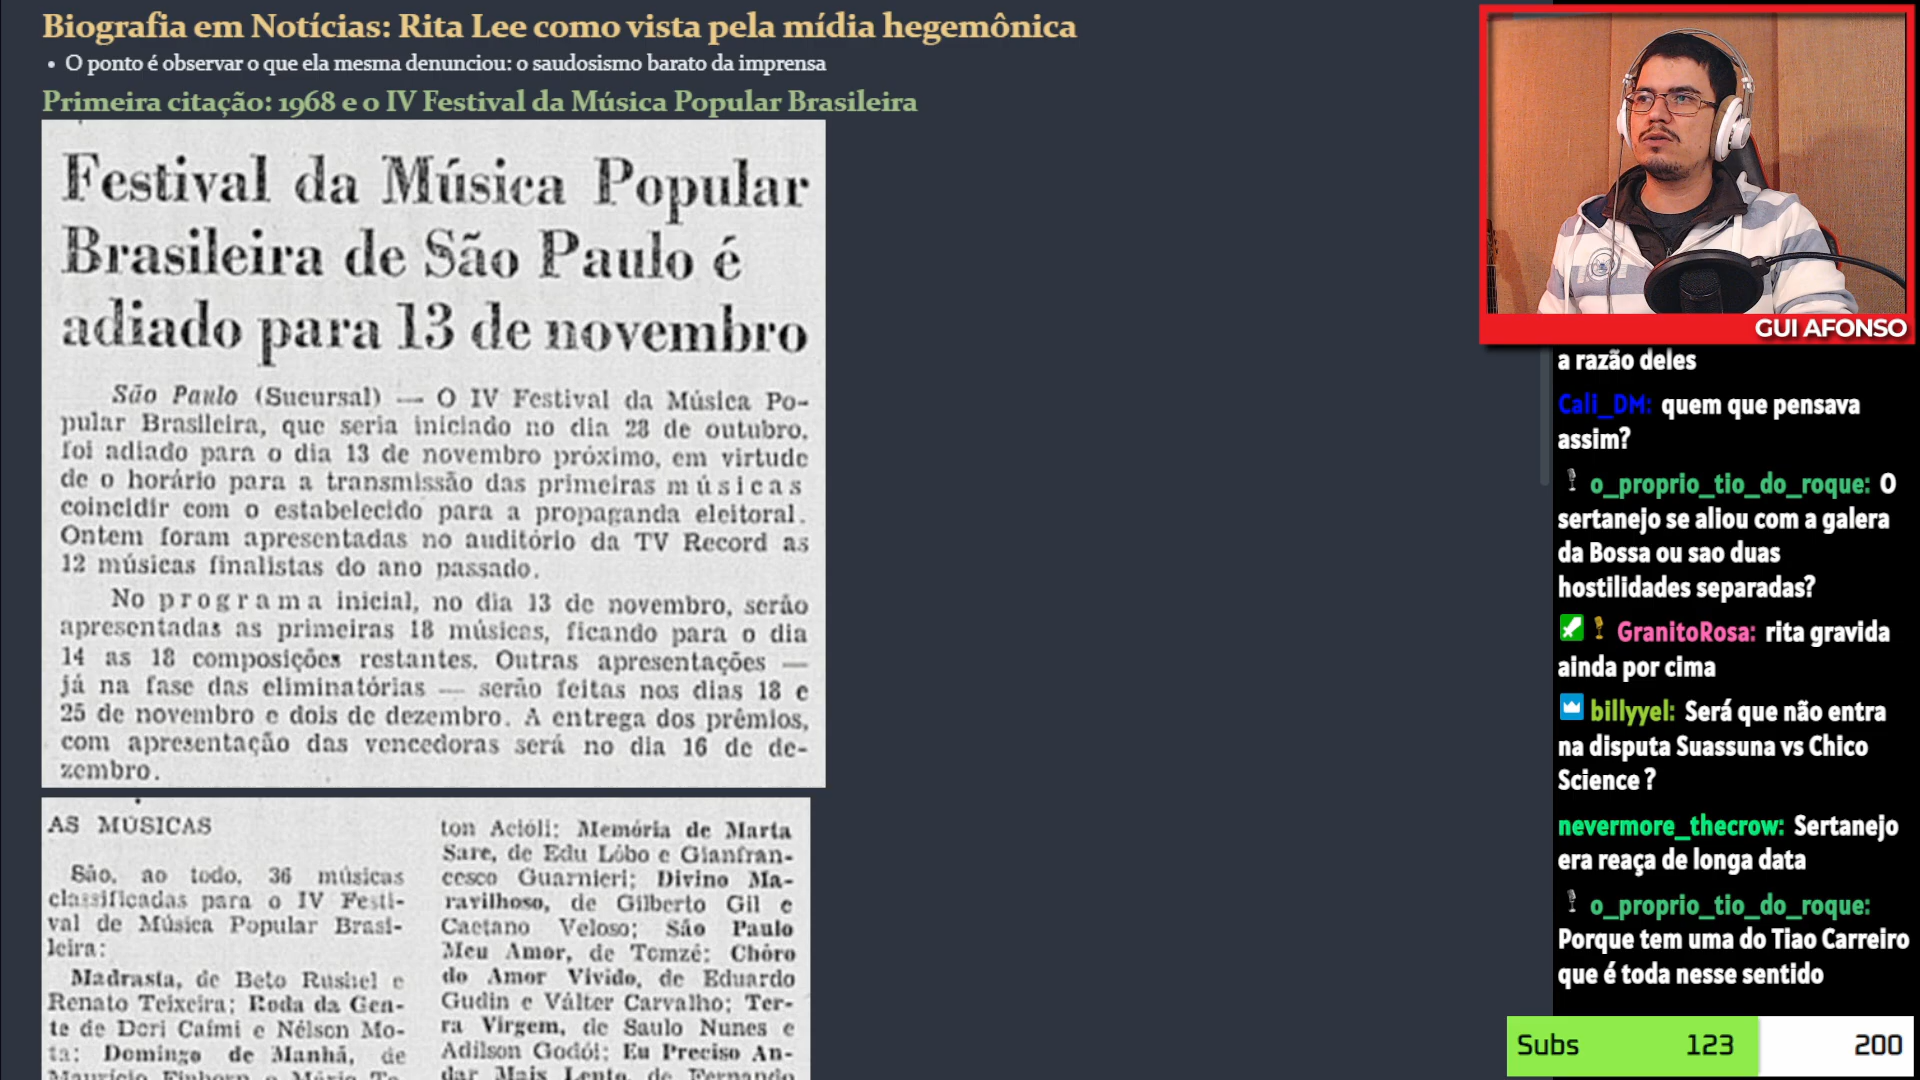 Biografia em Notícias: Rita Lee como vista pela mídia hegemônica
• O ponto é observar o que ela mesma denunciou: o saudosismo barato da imprensa
Primeira citação: 1968 e o IV Festival da Música Popular Brasileira
Festival da Música Popular
Brasileira de São Paulo é
adiado para 13 de novembro
São Paulo (Sucursal) — O IV Festival da Música Po-
pular Brasileira, que seria iniciado no dia 28 de outubro,
foi adiado para o dia 13 de novembro próximo, em virtude
de o horário para a transmissão das primeiras músicas
coincidir com o estabelecido para a propaganda eleitoral.
Ontem foram apresentadas no auditório da TV Record as
12 músicas finalistas do ano passado.
No programa inicial, no dia 13 de novembro, serão
apresentadas as primeiras 18 músicas, ficando para o dia
14 as 18 composições restantes. Outras apresentações —
já na fase das eliminatórias — serão feitas nos dias 18 e
25 de novembro e dois de dezembro. A entrega dos prêmios,
com apresentação das vencedoras será no dia 16 de de-
zembro.
AS MÚSICAS
São, ao todo, 36 músicas
classificadas para o IV Festi-
val de Música Popular Brasi-
leira:
Madrasta, de Beto Rushel e
Renato Teixeira; Roda da Gen-
te de Dori Caími e Nélson Mo-
ta; Domingo de Manhã, de
ton Acióli; Memória de Marta
Sare, de Edu Lôbo e Gianfran-
cesco Guarnieri; Divino Ma-
ravilhoso, de Gilberto Gil e
Caetano Veloso; São Paulo
Meu Amor, de Tomzé; Chôro
do Amor Vivido, de Eduardo
Gudin e Válter Carvalho; Ter-
ra Virgem, de Saulo Nunes e
Adilson Godói; Eu Preciso An-
dar Mais Lento, de Fernando
GUI AFONSO
a razão deles
Cali_DM: quem que pensava
assim?
o_proprio_tio_do_roque: O
sertanejo se aliou com a galera
da Bossa ou sao duas
hostilidades separadas?
GranitoRosa: rita gravida
ainda por cima
billyyel: Será que não entra
na disputa Suassuna vs Chico
Science ?
nevermore_thecrow: Sertanejo
era reaça de longa data
o_proprio_tio_do_roque:
Porque tem uma do Tiao Carreiro
que é toda nesse sentido
Subs 123 200